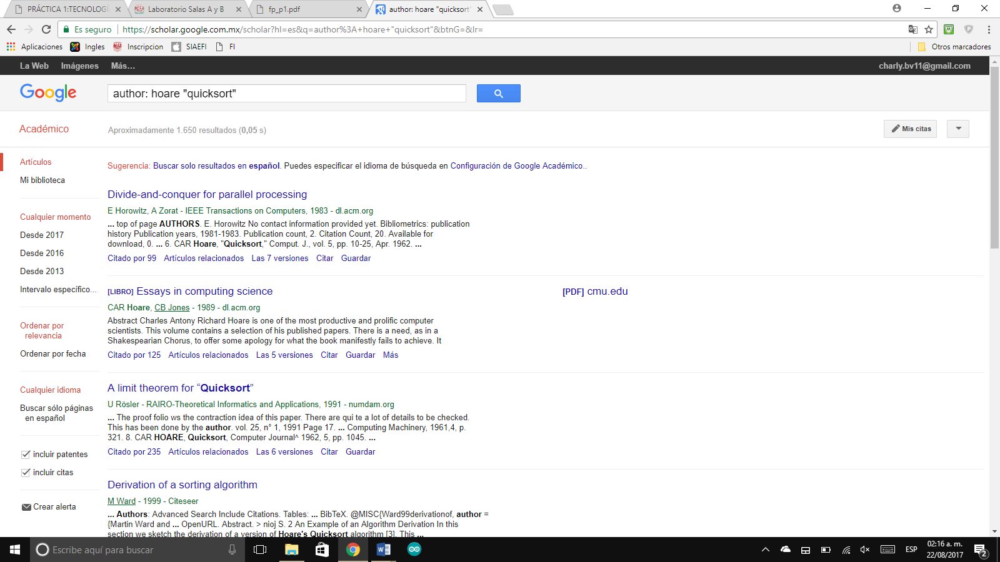 PRÁCTICA 1:TECNOLOGÍ
Laboratorio Salas A y B
fp_p1.pdf
author: hoare "quicksort"
Es seguro
https://scholar.google.com.mx/scholar?hl=es&q=author%3A+hoare+"quicksort"&btnG=&lr=
Aplicaciones
Ingles
Inscripcion
SIAEFI
FI
Otros marcadores
La Web Imágenes Más...
charly.bv11@gmail.com
Google
author: hoare "quicksort"
Académico
Aproximadamente 1.650 resultados (0,05 s)
Mis citas
Artículos
Mi biblioteca
Cualquier momento
Desde 2017
Desde 2016
Desde 2013
Intervalo específico...
Ordenar por
relevancia
Ordenar por fecha
Cualquier idioma
Buscar sólo páginas
en español
incluir patentes
incluir citas
Crear alerta
Sugerencia: Buscar solo resultados en español. Puedes especificar el idioma de búsqueda en Configuración de Google Académico..
Divide-and-conquer for parallel processing
E Horowitz, A Zorat - IEEE Transactions on Computers, 1983 - dl.acm.org
... top of page AUTHORS. E. Horowitz No contact information provided yet. Bibliometrics: publication
history Publication years, 1981-1983. Publication count, 2. Citation Count, 20. Available for
download, 0. ... 6. CAR Hoare, "Quicksort," Comput. J., vol. 5, pp. 10-25, Apr. 1962. ...
Citado por 99 Artículos relacionados Las 7 versiones Citar Guardar
[LIBRO] Essays in computing science
[PDF] cmu.edu
CAR Hoare, CB Jones - 1989 - dl.acm.org
Abstract Charles Antony Richard Hoare is one of the most productive and prolific computer
scientists. This volume contains a selection of his published papers. There is a need, as in a
Shakespearian Chorus, to offer some apology for what the book manifestly fails to achieve. It
Citado por 125 Artículos relacionados Las 5 versiones Citar Guardar Más
A limit theorem for “Quicksort”
U Rösler - RAIRO-Theoretical Informatics and Applications, 1991 - numdam.org
... The proof folio ws the contraction idea of this paper. There are qui te a lot of details to be checked.
This has been done by the author. vol. 25, n° 1, 1991 Page 17. ... Computing Machinery, 1961,4, p.
321. 8. CAR HOARE, Quicksort, Computer Journal^ 1962, 5, pp. 1045. ...
Citado por 235 Artículos relacionados Las 6 versiones Citar Guardar
Derivation of a sorting algorithm
M Ward - 1999 - Citeseer
... Authors: Advanced Search Include Citations. Tables: ... BibTeX. @MISC{Ward99derivationof, author =
{Martin Ward and ... OpenURL. Abstract. > nioj S. 2 An Example of an Algorithm Derivation In this
section we sketch the derivation of a version of Hoare's Quicksort algorithm [3]. This ...
Escribe aquí para buscar
ESP
02:16 a. m.
22/08/2017
2